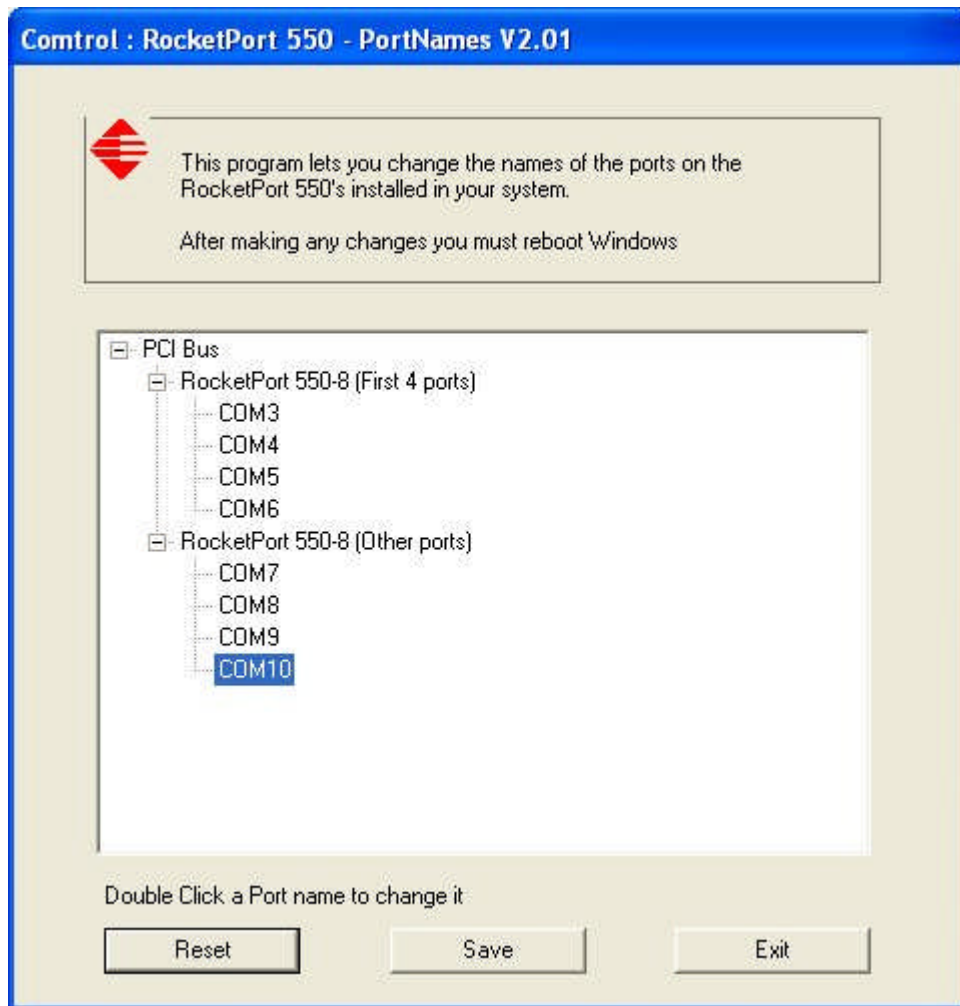 Comtrol : RocketPort 550 - PortNames V2.01
This program lets you change the names of the ports on the
RocketPort 550's installed in your system.
After making any changes you must reboot Windows
PCI Bus
RocketPort 550-8 (First 4 ports)
COM3
COM4
COM5
COM6
RocketPort 550-8 (Other ports)
COM7
COM8
COM9
COM10
Double Click a Port name to change it
Reset Save Exit